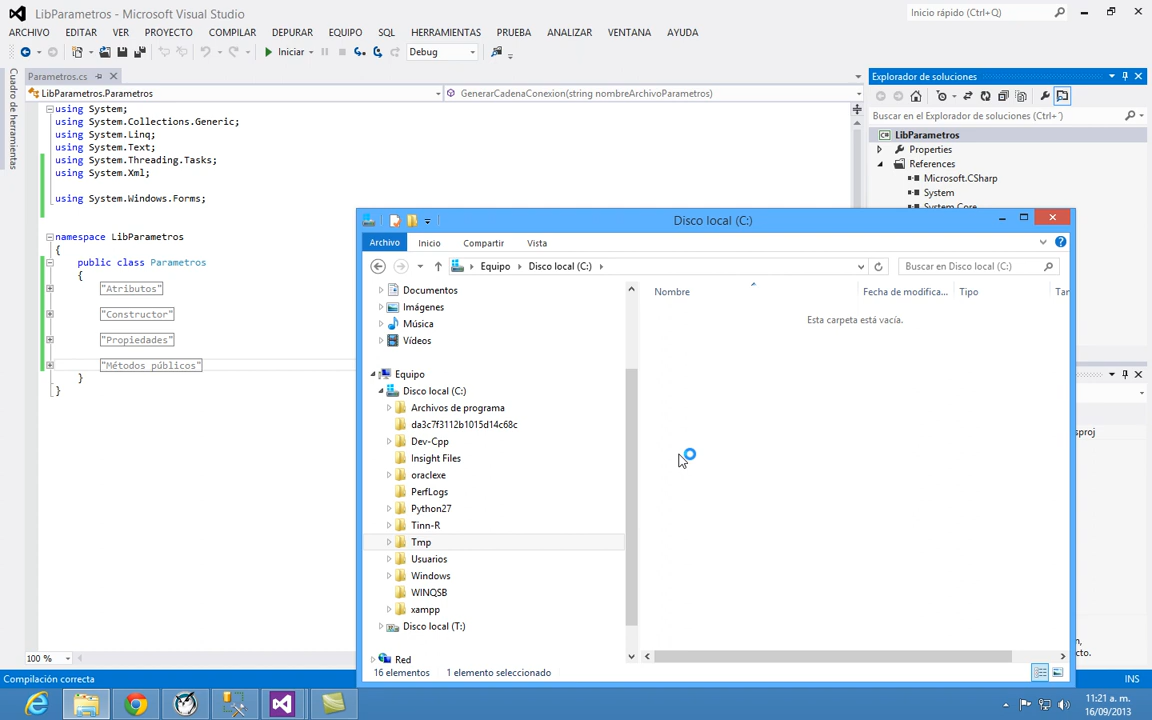 LibParametros - Microsoft Visual Studio
Inicio rápido (Ctrl+Q)
ARCHIVO EDITAR VER PROYECTO COMPILAR DEPURAR EQUIPO SQL HERRAMIENTAS PRUEBA ANALIZAR VENTANA AYUDA
Iniciar Debug
Parametros.cs
Explorador de soluciones
LibParametros.Parametros
GenerarCadenaConexion(string nombreArchivoParametros)
Cuadro de herramientas
Buscar en el Explorador de soluciones (Ctrl+´)
using System;
using System.Collections.Generic;
using System.Linq;
using System.Text;
using System.Threading.Tasks;
using System.Xml;
using System.Windows.Forms;
namespace LibParametros
{
public class Parametros
{
"Atributos"
"Constructor"
"Propiedades"
"Métodos públicos"
}
}
LibParametros
Properties
References
Microsoft.CSharp
System
System.Core
Disco local (C:)
Archivo Inicio Compartir Vista
Equipo Disco local (C:)
Buscar en Disco local (C:)
Documentos
Imágenes
Música
Vídeos
Equipo
Disco local (C:)
Archivos de programa
da3c7f3112b1015d14c68c
Dev-Cpp
Insight Files
oraclexe
PerfLogs
Python27
Tinn-R
Tmp
Usuarios
Windows
WINQSB
xampp
Disco local (T:)
Red
Nombre Fecha de modifica... Tipo Tar
Esta carpeta está vacía.
16 elementos 1 elemento seleccionado
sproj
cto.
100 %
Compilación correcta
INS
11:21 a. m.
16/09/2013